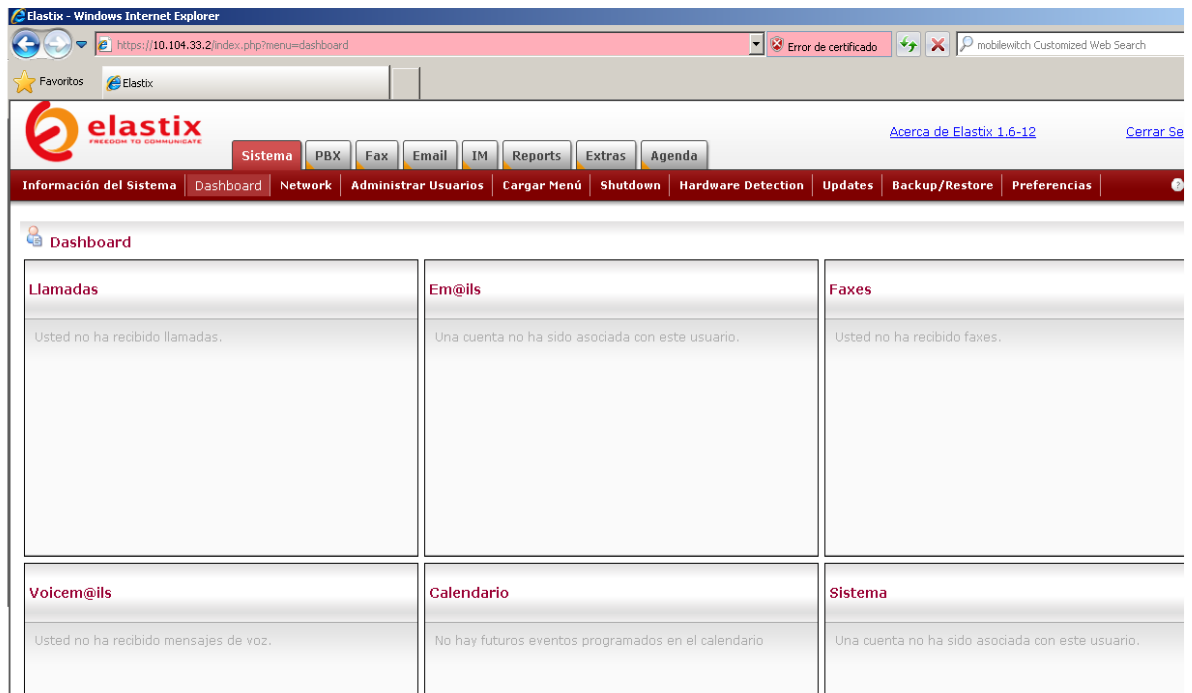 Elastix - Windows Internet Explorer
https://10.104.33.2/index.php?menu=dashboard
Error de certificado
mobilewitch Customized Web Search
Favoritos
Elastix
elastix
FREEDOM TO COMMUNICATE
Acerca de Elastix 1.6-12
Cerrar Se
Sistema PBX Fax Email IM Reports Extras Agenda
Información del Sistema Dashboard Network Administrar Usuarios Cargar Menú Shutdown Hardware Detection Updates Backup/Restore Preferencias
Dashboard
Llamadas
Usted no ha recibido llamadas.
Em@ils
Una cuenta no ha sido asociada con este usuario.
Faxes
Usted no ha recibido faxes.
Voicem@ils
Usted no ha recibido mensajes de voz.
Calendario
No hay futuros eventos programados en el calendario
Sistema
Una cuenta no ha sido asociada con este usuario.